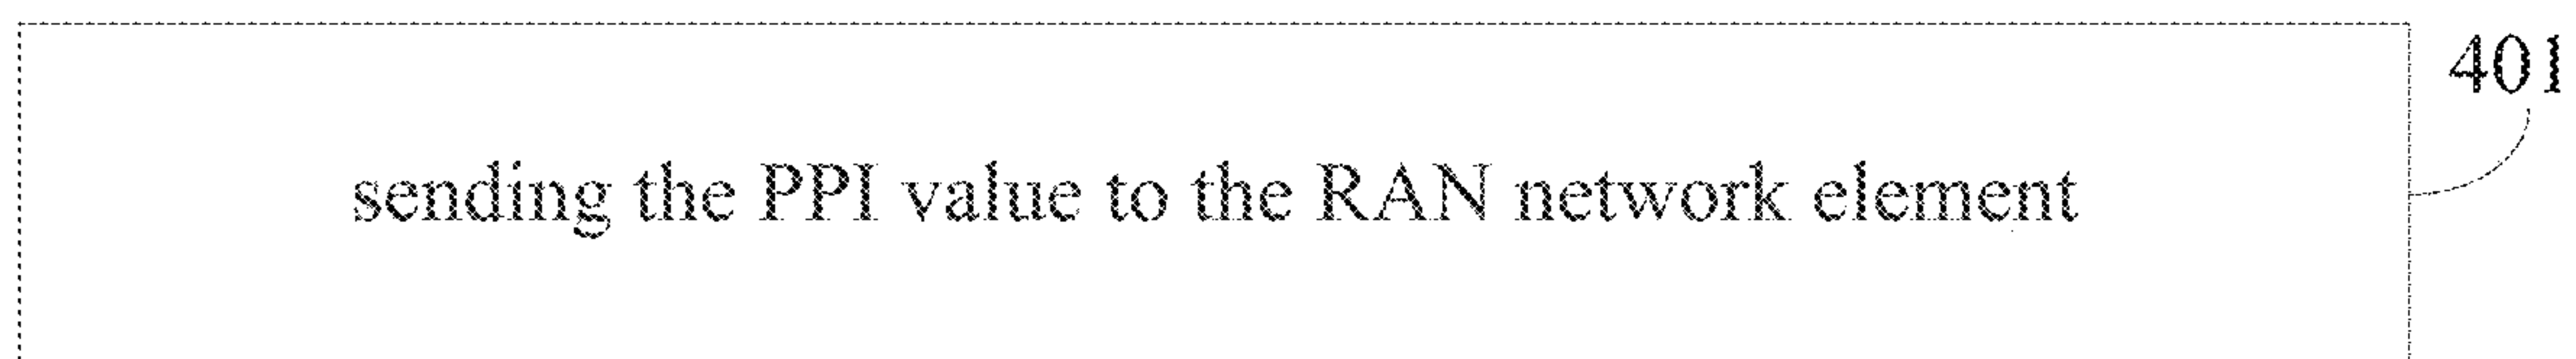 401
sending the PPI value to the RAN network element